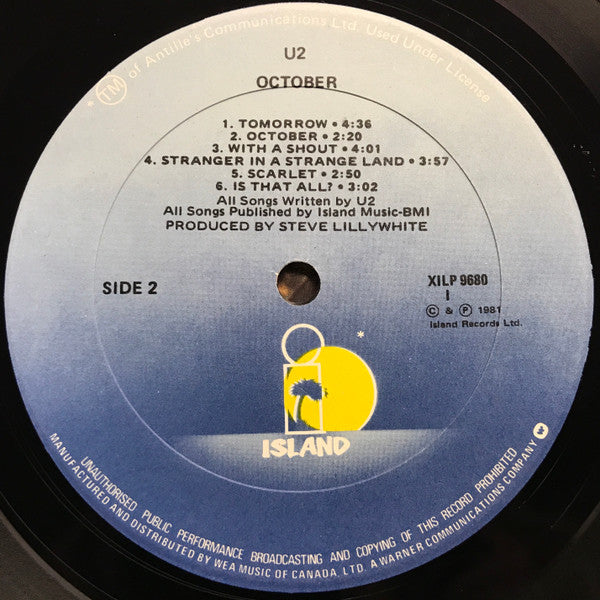 * TM of Antille's Communications Ltd. Used Under License
U2
OCTOBER
1. TOMORROW • 4:36
2. OCTOBER • 2:20
3. WITH A SHOUT • 4:01
4. STRANGER IN A STRANGE LAND • 3:57
5. SCARLET • 2:50
6. IS THAT ALL? • 3:02
All Songs Written by U2
All Songs Published by Island Music-BMI
PRODUCED BY STEVE LILLYWHITE
SIDE 2
XILP 9680
I
© & ℗ 1981
Island Records Ltd.
*
ISLAND
UNAUTHORISED PUBLIC PERFORMANCE BROADCASTING AND COPYING OF THIS RECORD PROHIBITED
MANUFACTURED AND DISTRIBUTED BY WEA MUSIC OF CANADA, LTD. A WARNER COMMUNICATIONS COMPANY